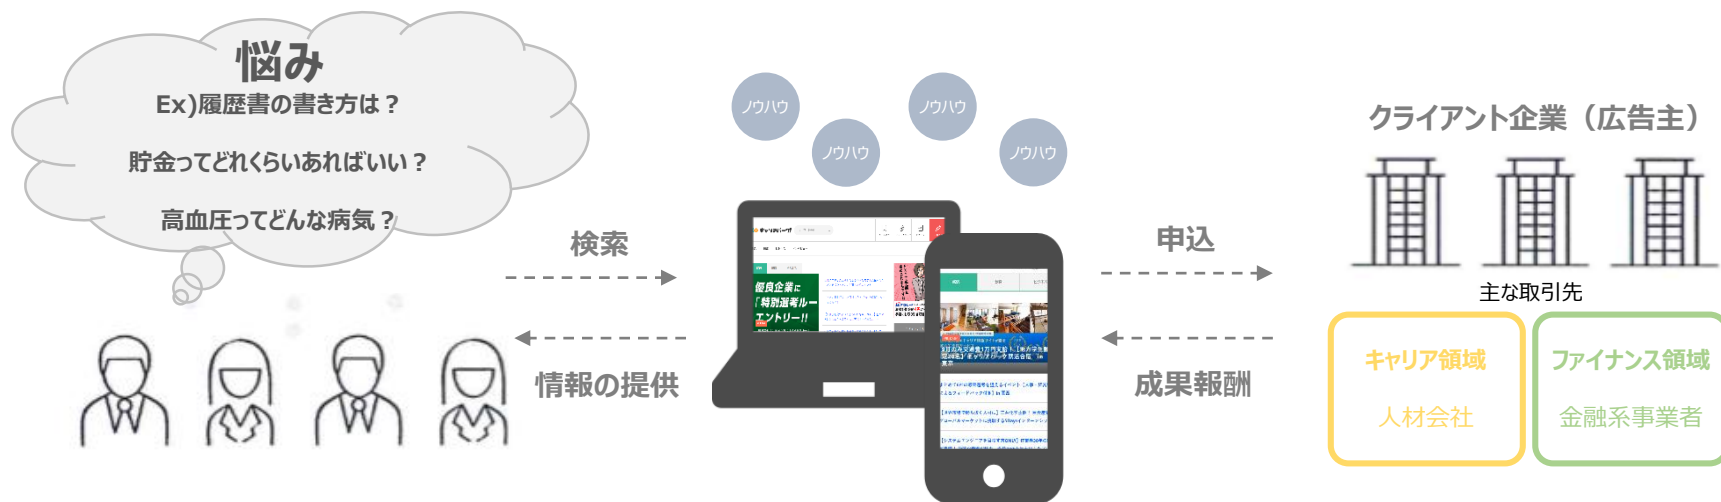 悩み
Ex)履歴書の書き方は？
貯金ってどれくらいあればいい？
高血圧ってどんな病気？
ノウハウ
ノウハウ
ノウハウ
ノウハウ
検索
情報の提供
優良企業に
「特別選考ルー
エントリー!!
申込
成果報酬
クライアント企業（広告主）
主な取引先
キャリア領域
人材会社
ファイナンス領域
金融系事業者